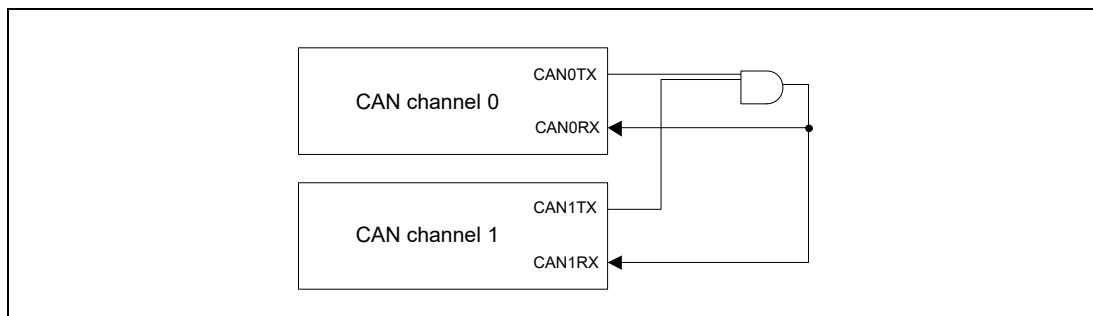 CAN0TX
CAN channel 0
CAN0RX
CAN1TX
CAN channel 1
CAN1RX